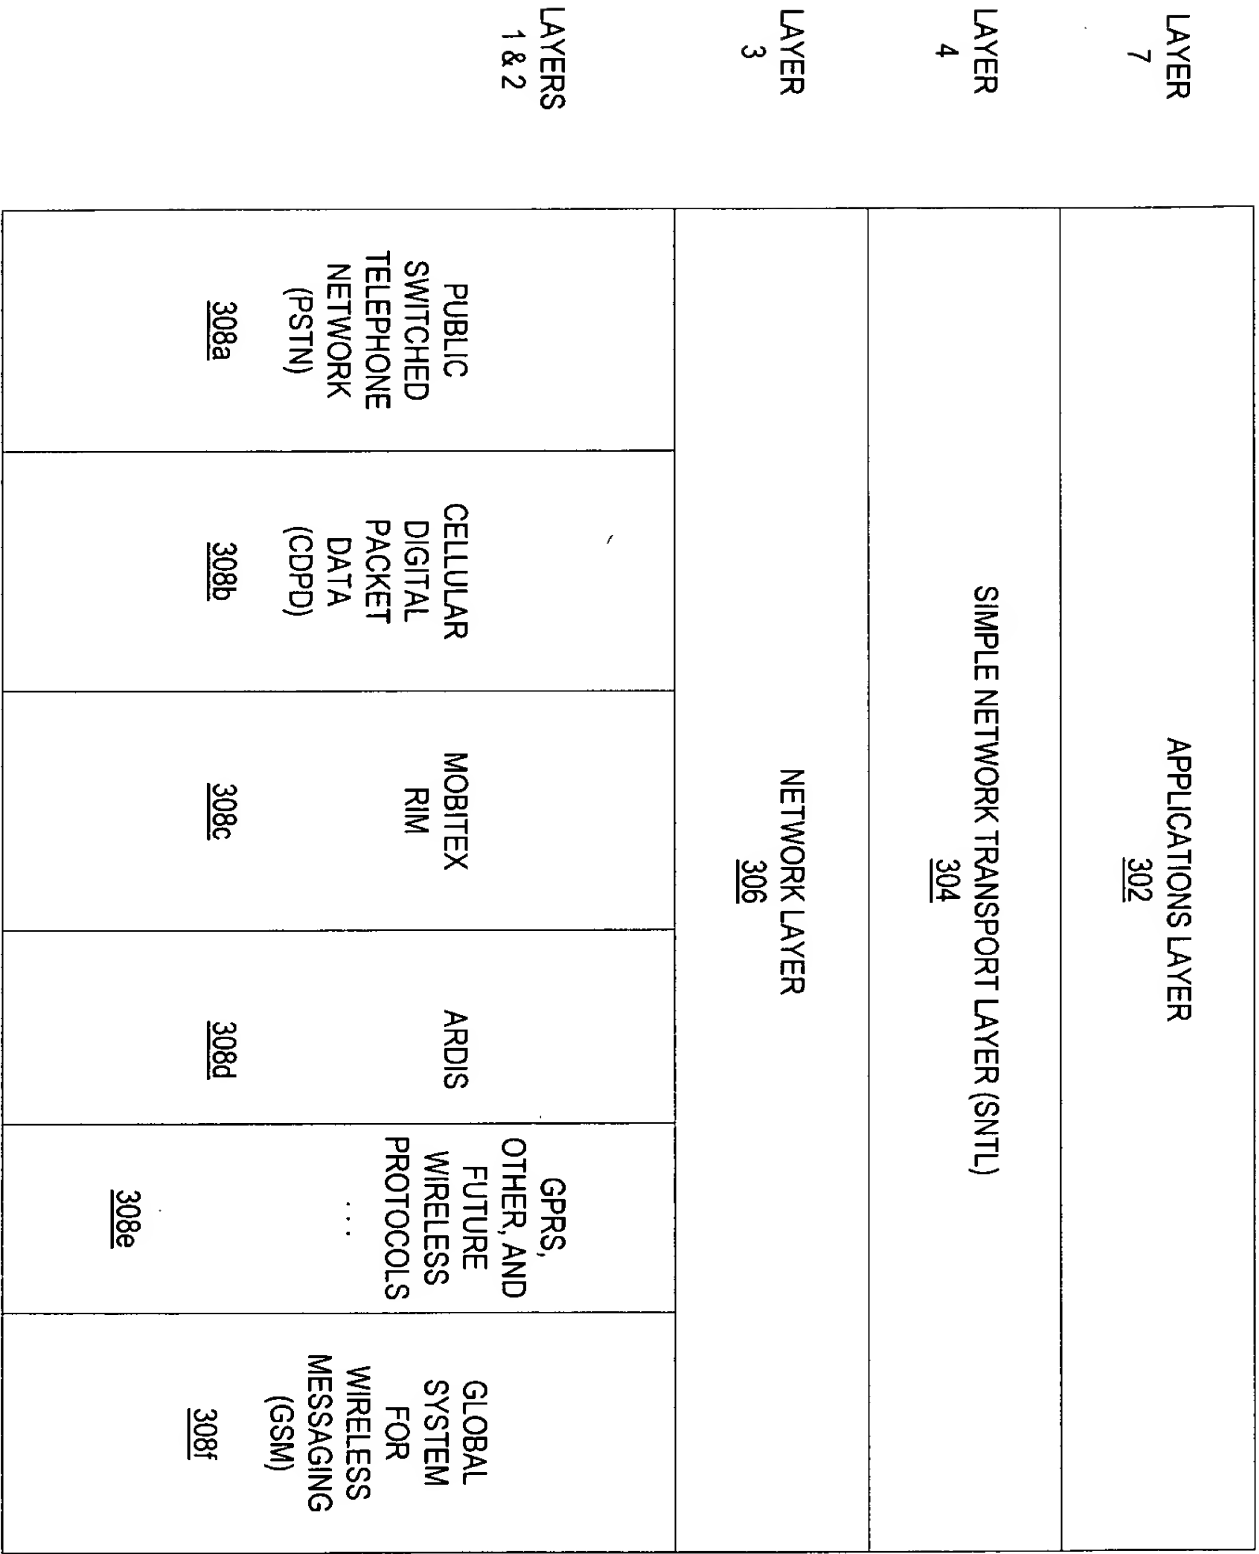 LAYER
7
APPLICATIONS LAYER
302
LAYER
4
SIMPLE NETWORK TRANSPORT LAYER (SNTL)
304
LAYER
3
NETWORK LAYER
306
LAYERS
1 & 2
PUBLIC
SWITCHED
TELEPHONE
NETWORK
(PSTN)
308a
CELLULAR
DIGITAL
PACKET
DATA
(CDPD)
308b
MOBITEX
RIM
308c
ARDIS
308d
GPRS,
OTHER, AND
FUTURE
WIRELESS
PROTOCOLS
...
308e
GLOBAL
SYSTEM
FOR
WIRELESS
MESSAGING
(GSM)
308f